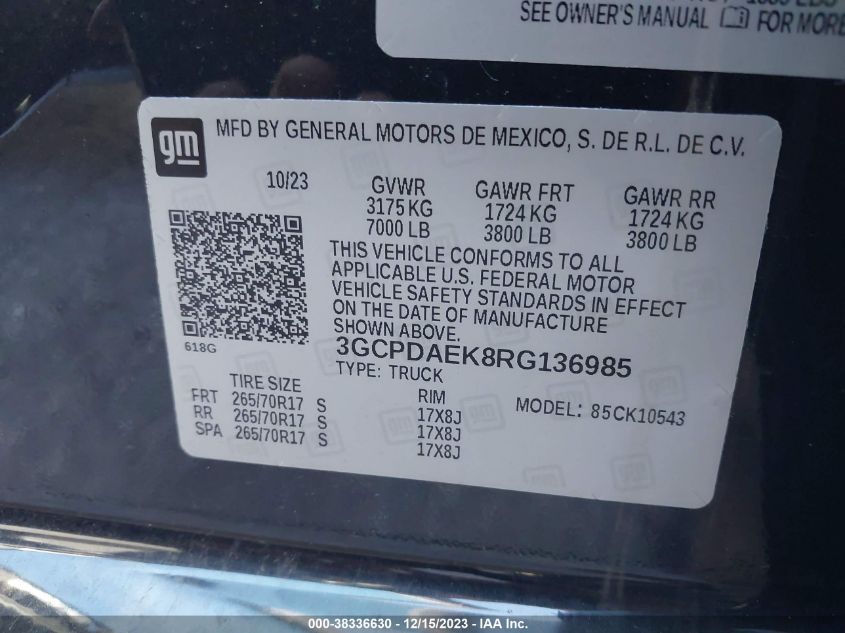 SEE OWNER'S MANUAL FOR MORE
gm
MFD BY GENERAL MOTORS DE MEXICO, S. DE R.L. DE C.V.
10/23 GVWR GAWR FRT GAWR RR
3175 KG 1724 KG 1724 KG
7000 LB 3800 LB 3800 LB
THIS VEHICLE CONFORMS TO ALL
APPLICABLE U.S. FEDERAL MOTOR
VEHICLE SAFETY STANDARDS IN EFFECT
ON THE DATE OF MANUFACTURE
SHOWN ABOVE.
618G
3GCPDAEK8RG136985
TYPE: TRUCK
TIRE SIZE RIM MODEL: 85CK10543
FRT 265/70R17 S 17X8J
RR 265/70R17 S 17X8J
SPA 265/70R17 S 17X8J
000-38336630 - 12/15/2023 - IAA Inc.